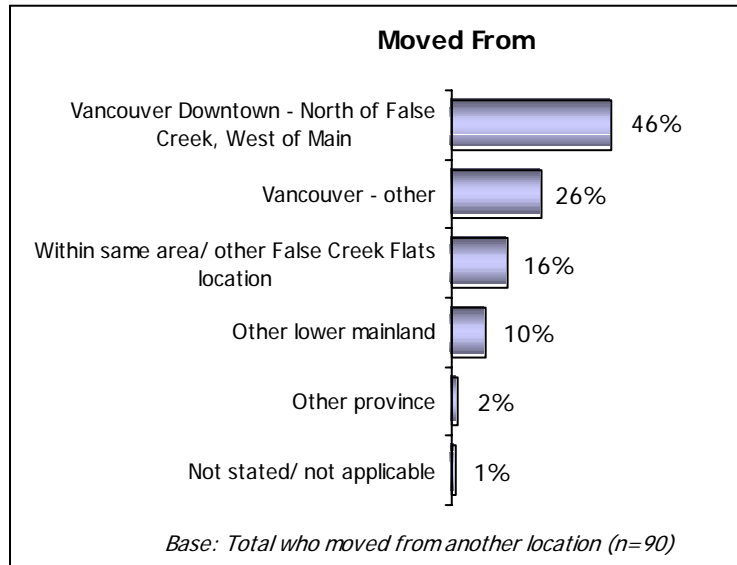 Moved From
Vancouver Downtown - North of False
Creek, West of Main
46%
Vancouver - other
26%
Within same area/ other False Creek Flats
location
16%
Other lower mainland
10%
Other province
2%
Not stated/ not applicable
1%
Base: Total who moved from another location (n=90)